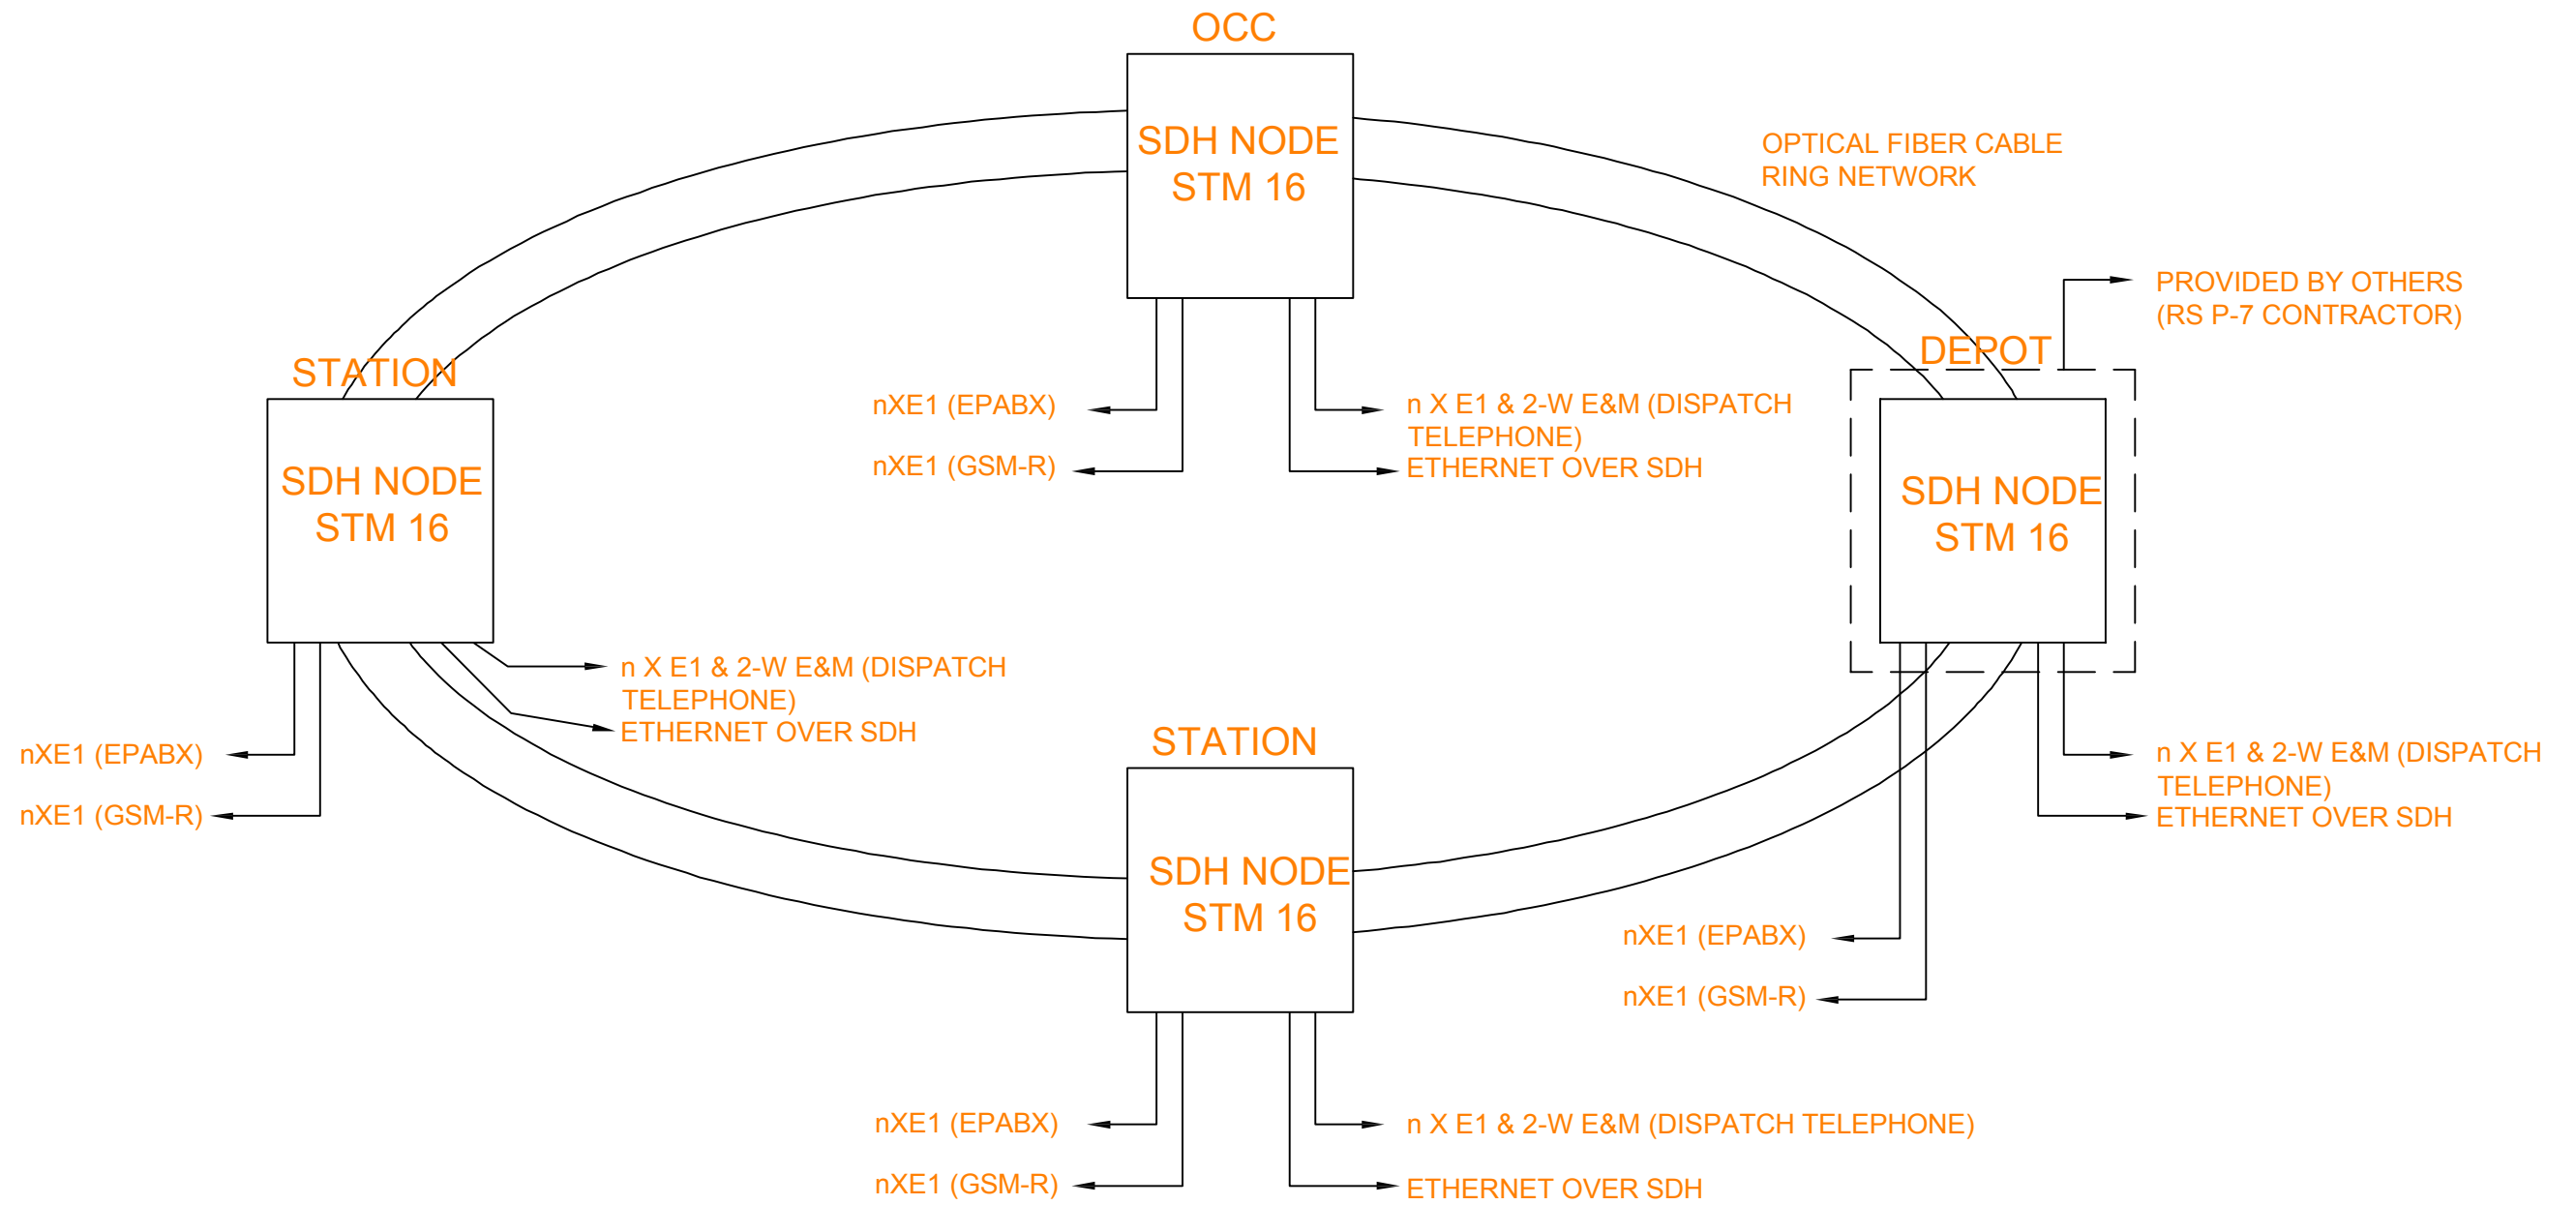 OCC
SDH NODE
STM 16
OPTICAL FIBER CABLE
RING NETWORK
PROVIDED BY OTHERS
(RS P-7 CONTRACTOR)
DEPOT
STATION
nXE1 (EPABX)
n X E1 & 2-W E&M (DISPATCH
TELEPHONE)
nXE1 (GSM-R)
ETHERNET OVER SDH
SDH NODE
STM 16
SDH NODE
STM 16
n X E1 & 2-W E&M (DISPATCH
TELEPHONE)
ETHERNET OVER SDH
nXE1 (EPABX)
nXE1 (GSM-R)
STATION
SDH NODE
STM 16
n X E1 & 2-W E&M (DISPATCH
TELEPHONE)
ETHERNET OVER SDH
nXE1 (EPABX)
nXE1 (GSM-R)
nXE1 (EPABX)
n X E1 & 2-W E&M (DISPATCH TELEPHONE)
nXE1 (GSM-R)
ETHERNET OVER SDH